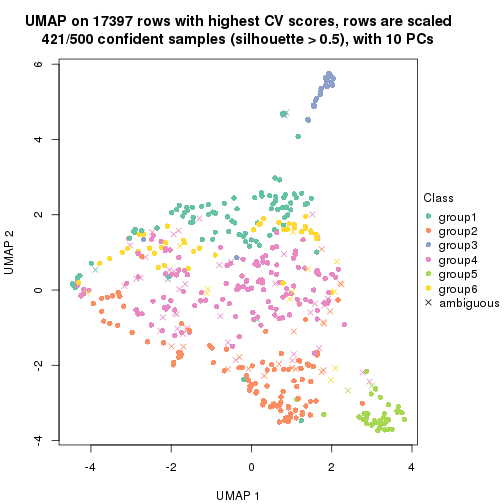 UMAP on 17397 rows with highest CV scores, rows are scaled
421/500 confident samples (silhouette > 0.5), with 10 PCs
6
4
2
0
-2
-4
UMAP 2
-4
-2
0
2
4
UMAP 1
Class
group1
group2
group3
group4
group5
group6
ambiguous